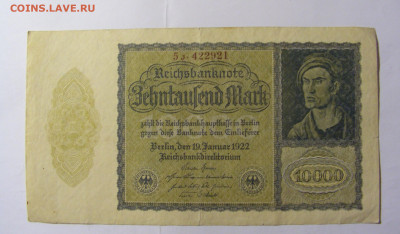 COINS.LAVE.RU
422921
Reichsbanknote
Zehntausend Mark
zahlt die Reichsbankhauptkasse in Berlin
gegen diese Banknote dem Einlieferer
Berlin, den 19. Januar 1922
Reichsbankdirektorium
10000